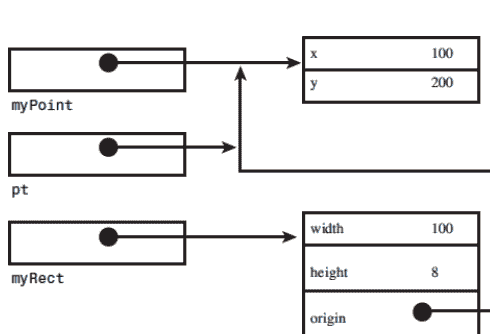 x 100
y 200
myPoint
pt
width 100
myRect
height 8
origin